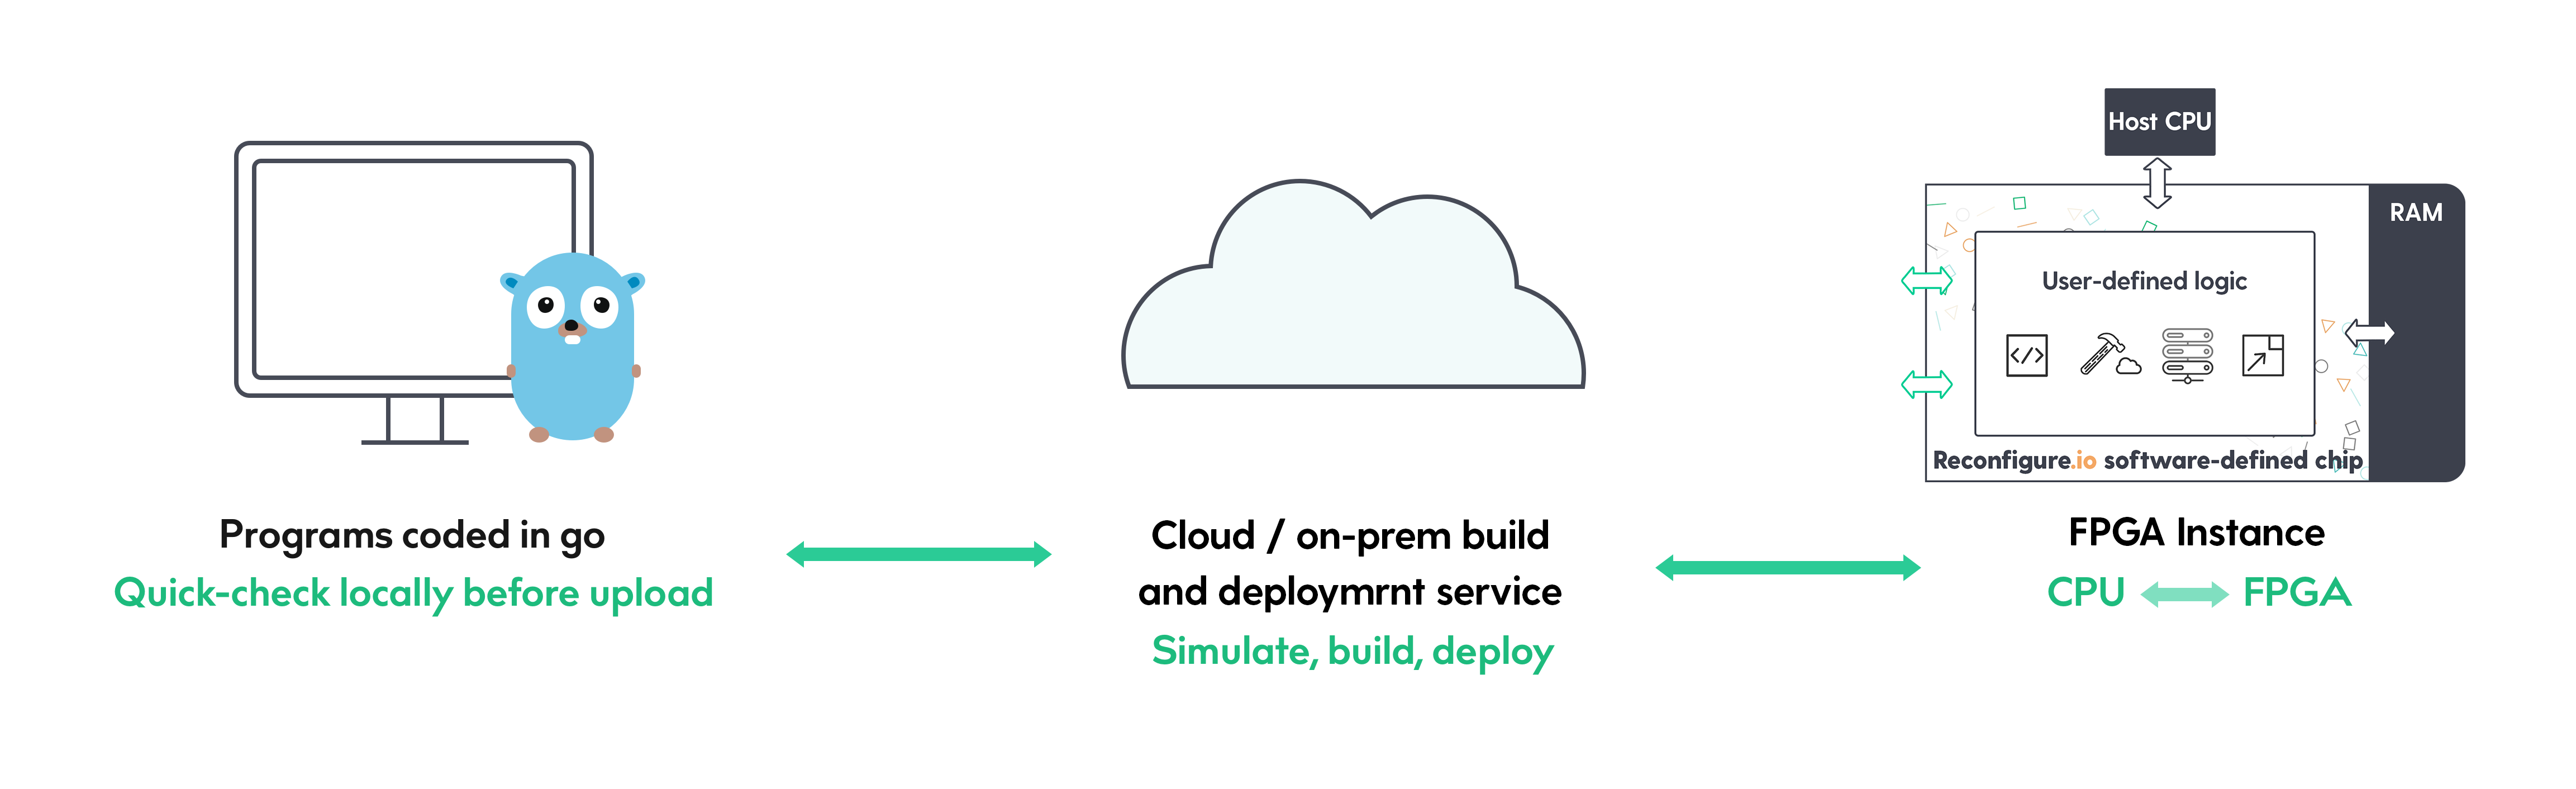 Programs coded in go
Quick-check locally before upload
Cloud / on-prem build
and deploymrnt service
Simulate, build, deploy
Host CPU
RAM
User-defined logic
</>
Reconfigure.io software-defined chip
FPGA Instance
CPU FPGA